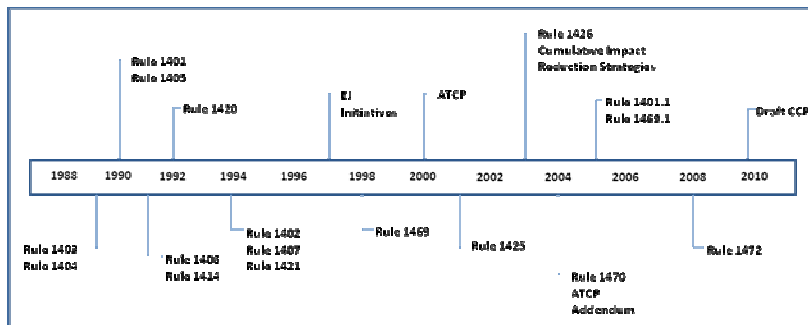 Rule 1426
Cumulative Impact
Reduction Strategies
Rule 1401
Rule 1405
EJ
Initiatives
ATCP
Rule 1401.1
Rule 1469.1
Rule 1420
Draft CCP
1988 1990 1992 1994 1996 1998 2000 2002 2004 2006 2008 2010
Rule 1403
Rule 1404
Rule 1406
Rule 1414
Rule 1402
Rule 1407
Rule 1421
Rule 1469
Rule 1425
Rule 1470
ATCP
Addendum
Rule 1472